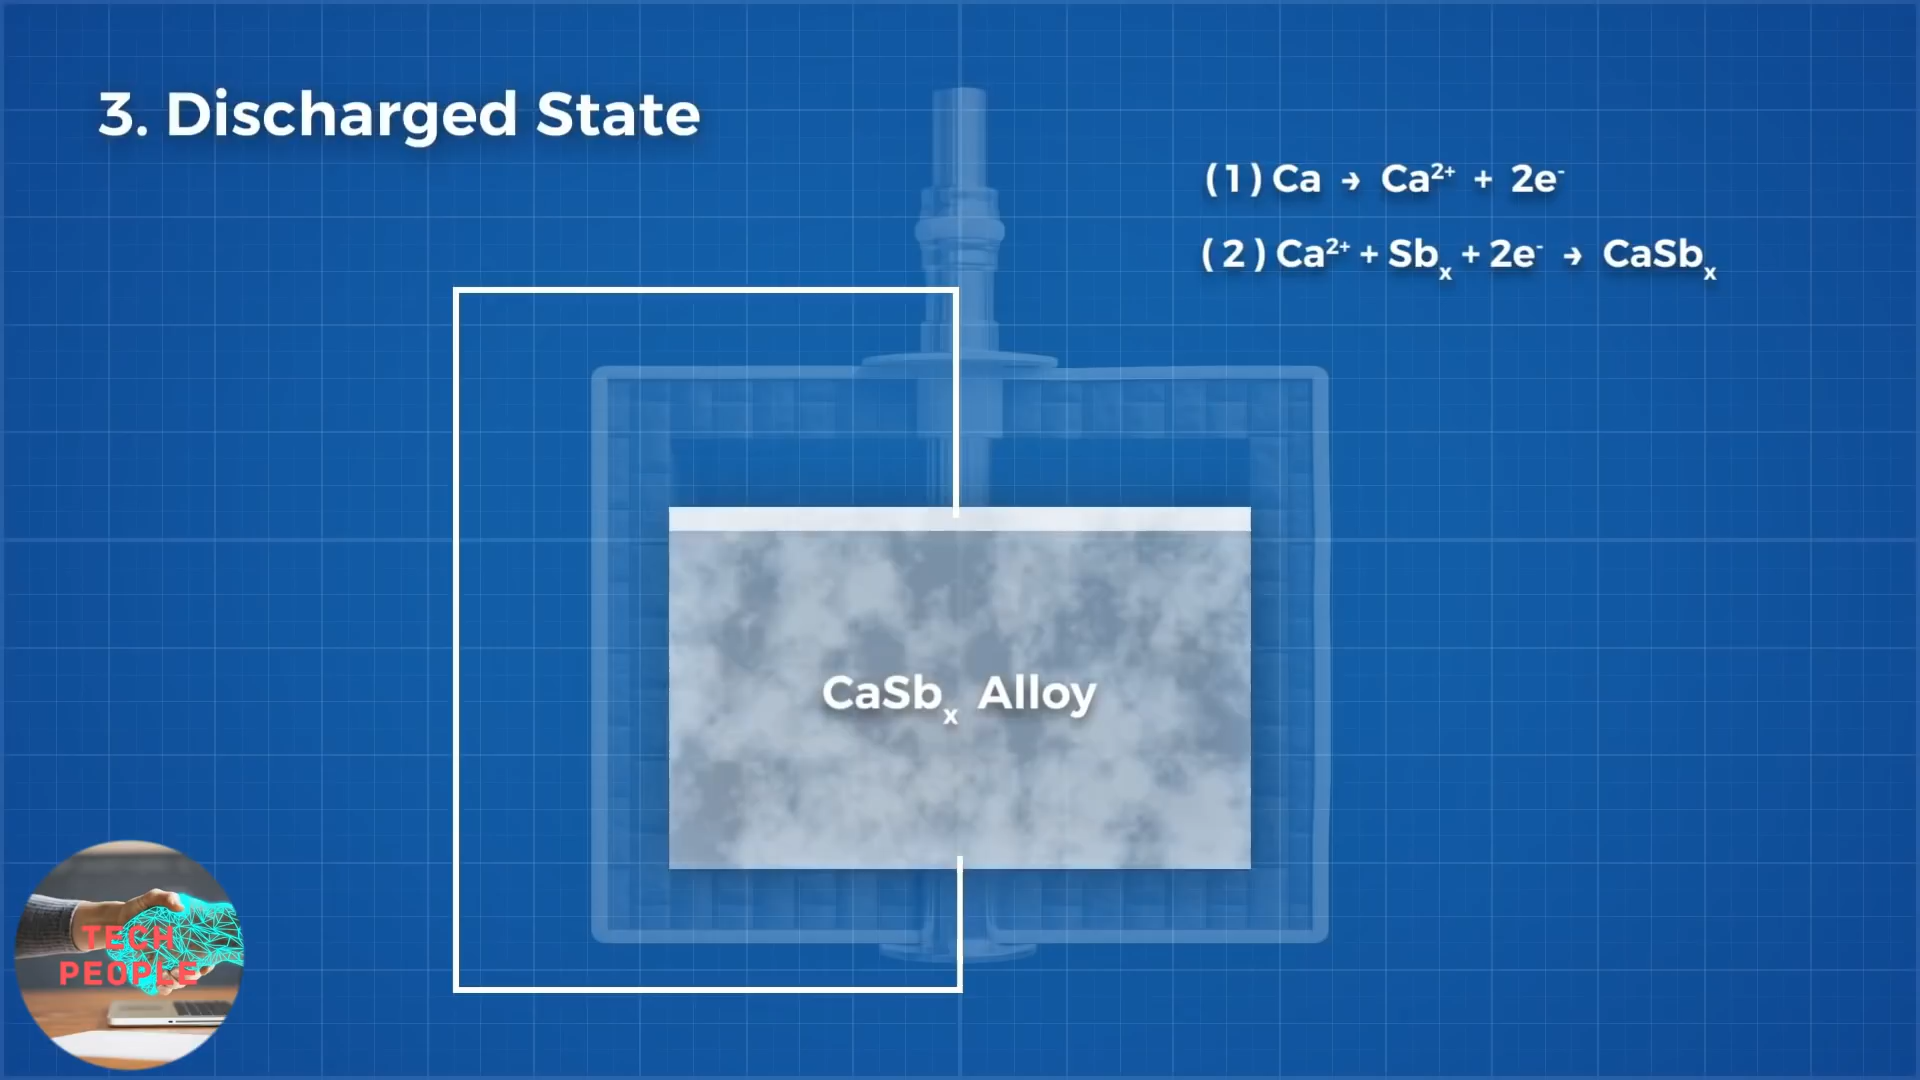 3. Discharged State
(1) Ca → Ca²⁺ + 2e⁻
(2) Ca²⁺ + Sbₓ + 2e⁻ → CaSbₓ
CaSbₓ Alloy
TECH
PEOPLE